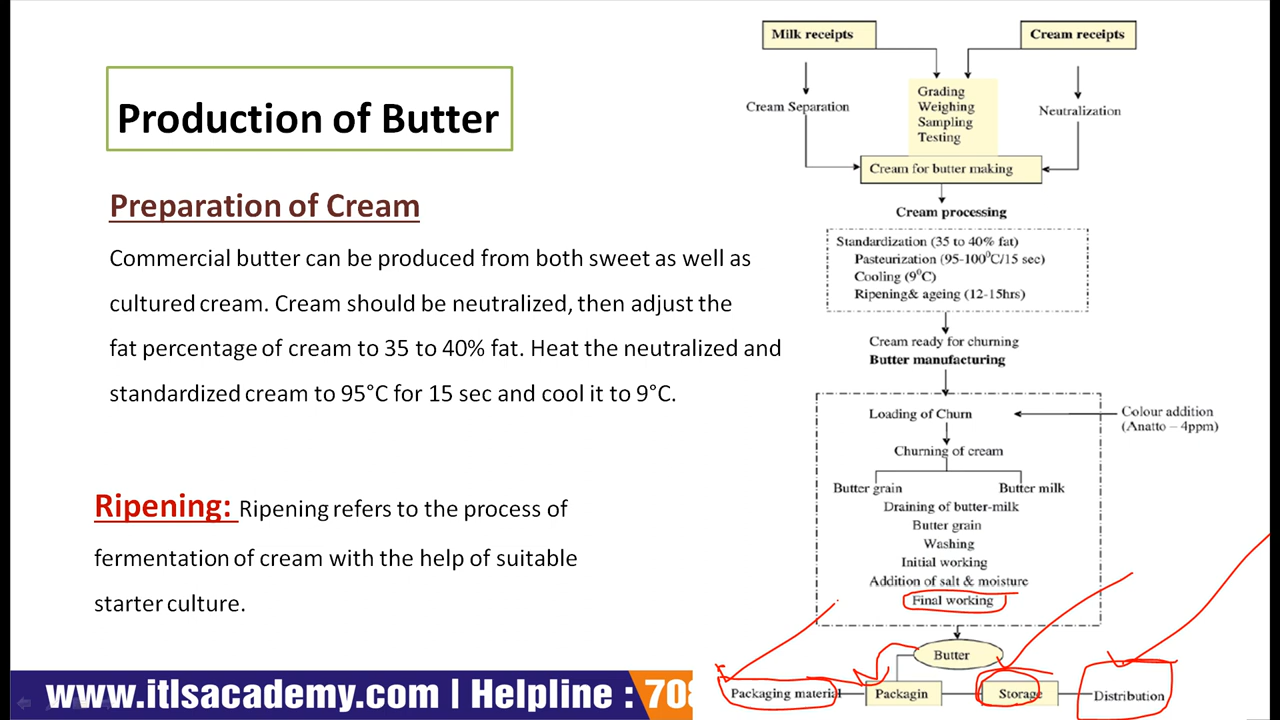 Production of Butter
Preparation of Cream
Commercial butter can be produced from both sweet as well as
cultured cream. Cream should be neutralized, then adjust the
fat percentage of cream to 35 to 40% fat. Heat the neutralized and
standardized cream to 95°C for 15 sec and cool it to 9°C.
Ripening: Ripening refers to the process of
fermentation of cream with the help of suitable
starter culture.
www.itlsacademy.com | Helpline : 708
Milk receipts
Cream receipts
Cream Separation
Grading
Weighing
Sampling
Testing
Neutralization
Cream for butter making
Cream processing
Standardization (35 to 40% fat)
Pasteurization (95-100⁰C/15 sec)
Cooling (9⁰C)
Ripening& ageing (12-15hrs)
Cream ready for churning
Butter manufacturing
Loading of Churn
Colour addition
(Anatto – 4ppm)
Churning of cream
Butter grain
Butter milk
Draining of butter-milk
Butter grain
Washing
Initial working
Addition of salt & moisture
Final working
Butter
Packaging material
Packagin
Storage
Distribution